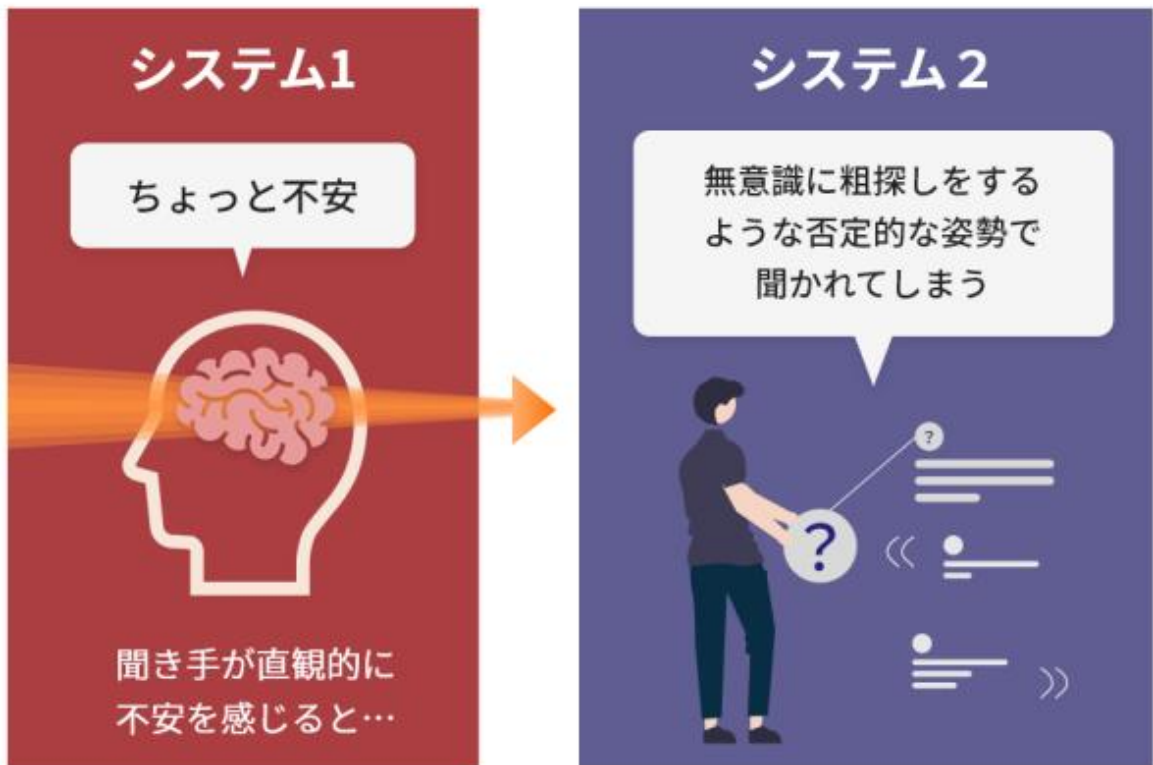 システム1
ちょっと不安
聞き手が直観的に
不安を感じると…
システム２
無意識に粗探しをする
ような否定的な姿勢で
聞かれてしまう
?
?